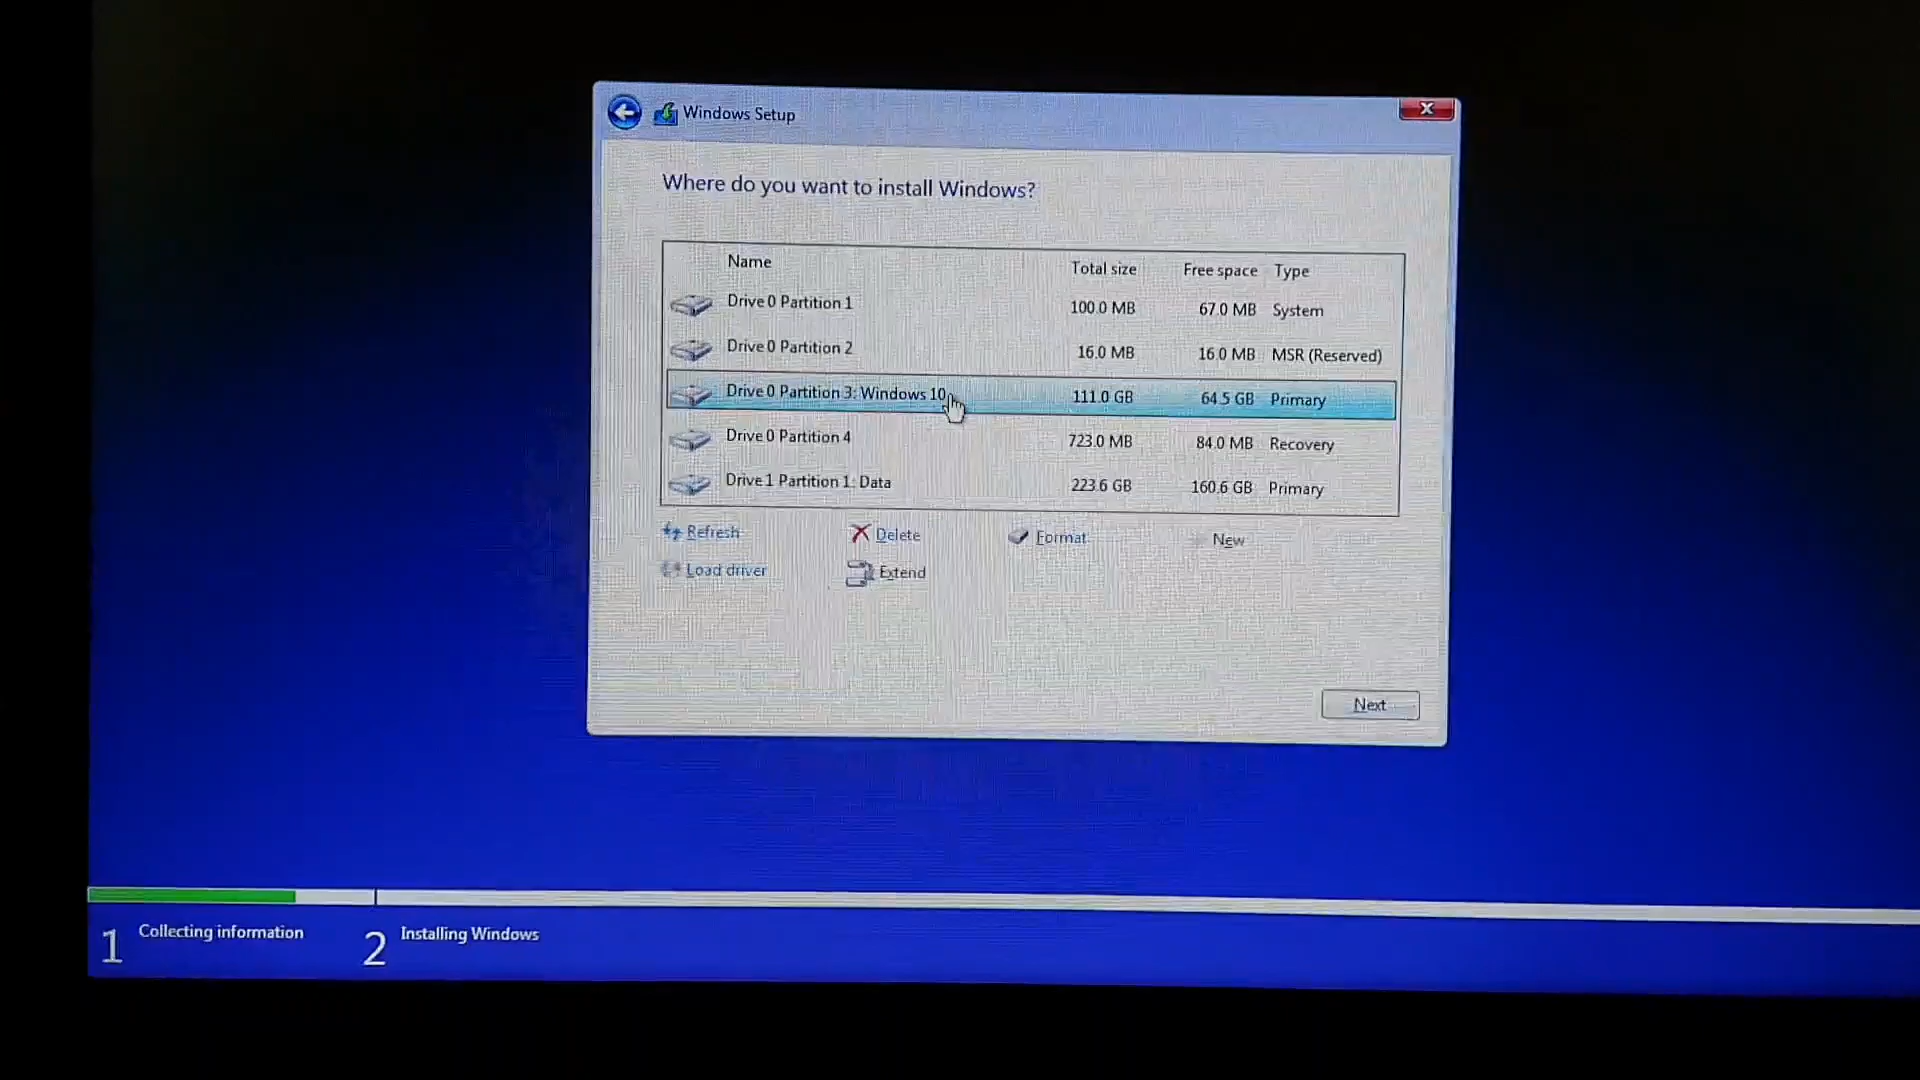 Windows Setup
Where do you want to install Windows?
Name Total size Free space Type
Drive 0 Partition 1 100.0 MB 67.0 MB System
Drive 0 Partition 2 16.0 MB 16.0 MB MSR (Reserved)
Drive 0 Partition 3: Windows 10 111.0 GB 64.5 GB Primary
Drive 0 Partition 4 723.0 MB 84.0 MB Recovery
Drive 1 Partition 1: Data 223.6 GB 160.6 GB Primary
Refresh Delete Format New
Load driver Extend
Next
1 Collecting information 2 Installing Windows